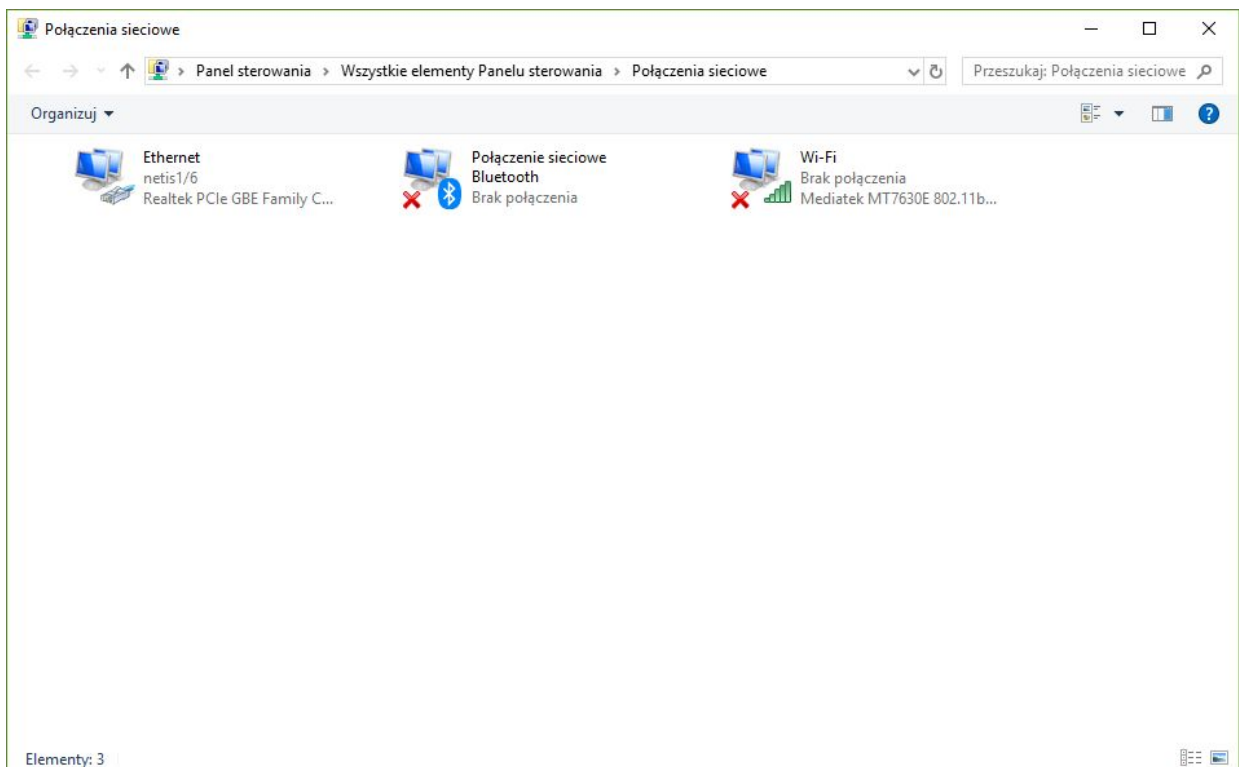 Połączenia sieciowe
Panel sterowania > Wszystkie elementy Panelu sterowania > Połączenia sieciowe
Przeszukaj: Połączenia sieciowe
Organizuj
Ethernet
netis1/6
Realtek PCIe GBE Family C...
Połączenie sieciowe
Bluetooth
Brak połączenia
Wi-Fi
Brak połączenia
Mediatek MT7630E 802.11b...
Elementy: 3